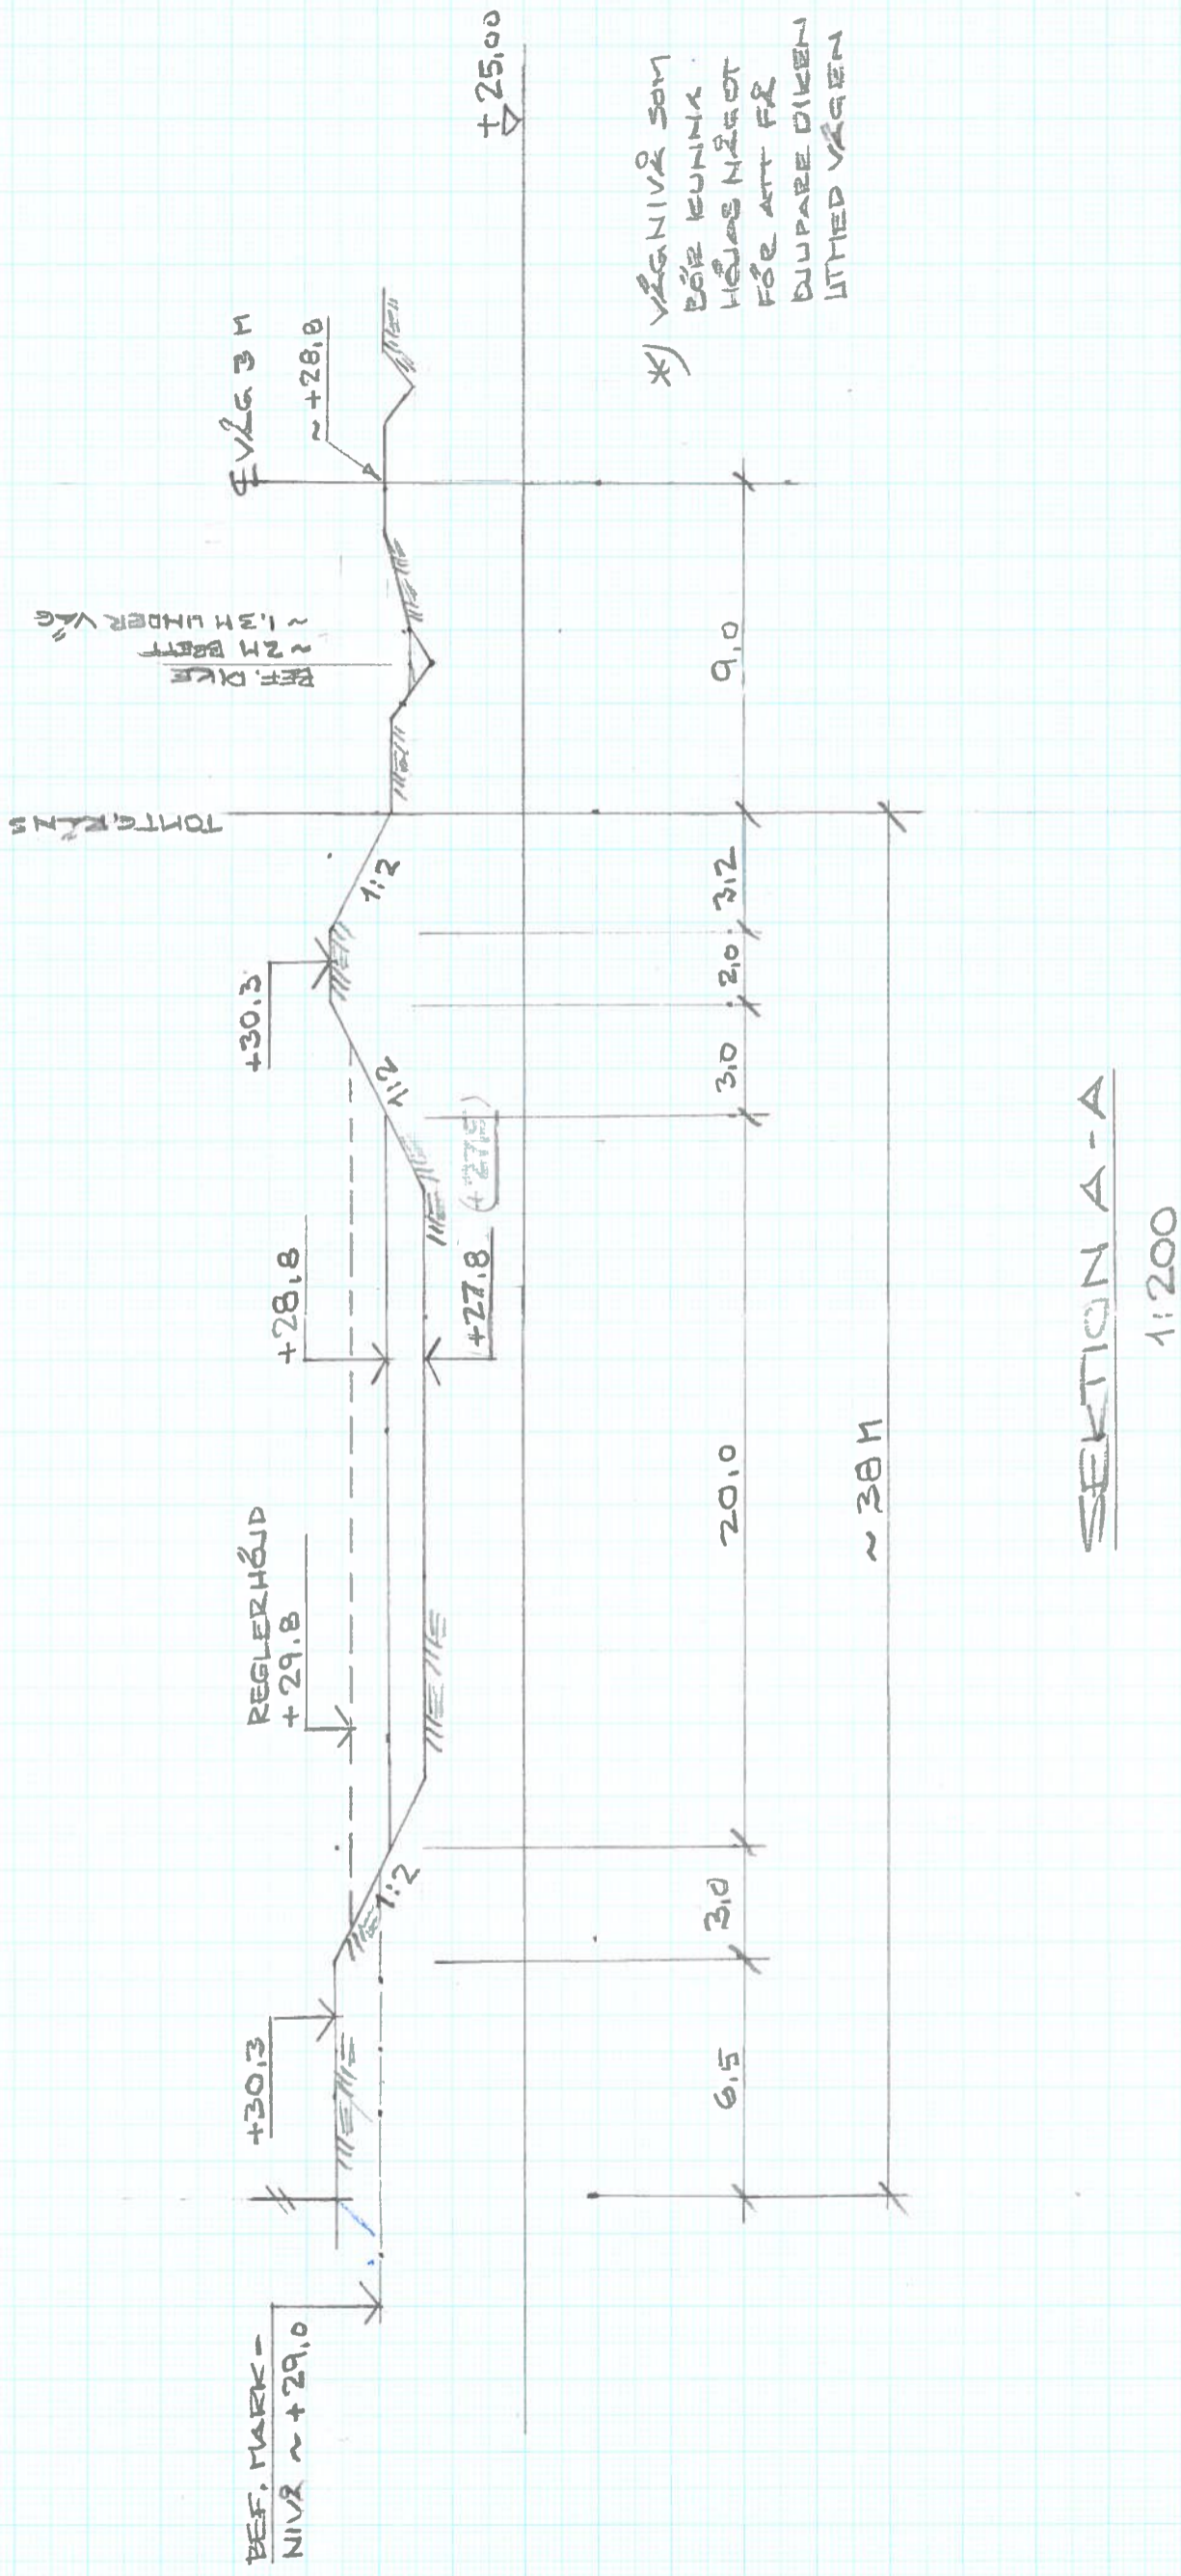 BEF. MARK-
NIVÅ ~ +29,0
+30,3
REGLERHÖJD
+29,8
+28,8
+30,3
TOMTGRÄNS
BEF. DIKE
~ 2M BRETT
~ 1.3M UNDER VÄG
℄ VÄG 3 M
~ +28,8
+25,00
1:2
1:2
1:2
+27,8
6,5
3,0
20,0
3,0
2,0
3,2
9,0
~ 38 M
*) VÄGNIVÅ SOM
BÖR KUNNA
HÖJAS NÅGOT
FÖR ATT FÅ
DJUPARE DIKEN
UTMED VÄGEN
SEKTION A-A
1:200